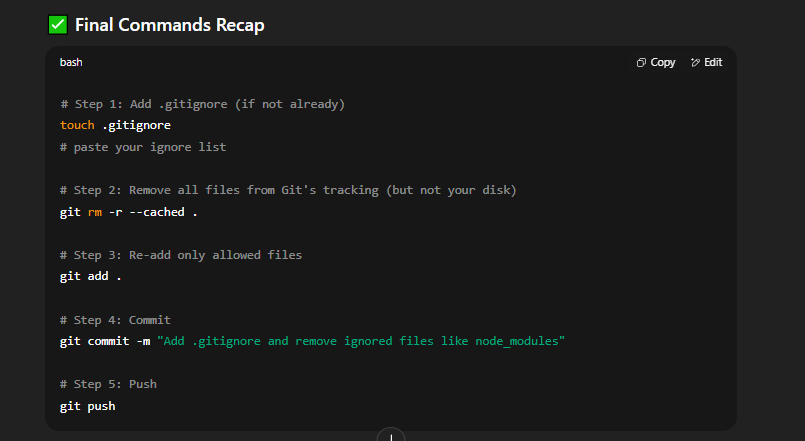 ✅ Final Commands Recap
bash
Copy
Edit
# Step 1: Add .gitignore (if not already)
touch .gitignore
# paste your ignore list
# Step 2: Remove all files from Git's tracking (but not your disk)
git rm -r --cached .
# Step 3: Re-add only allowed files
git add .
# Step 4: Commit
git commit -m "Add .gitignore and remove ignored files like node_modules"
# Step 5: Push
git push